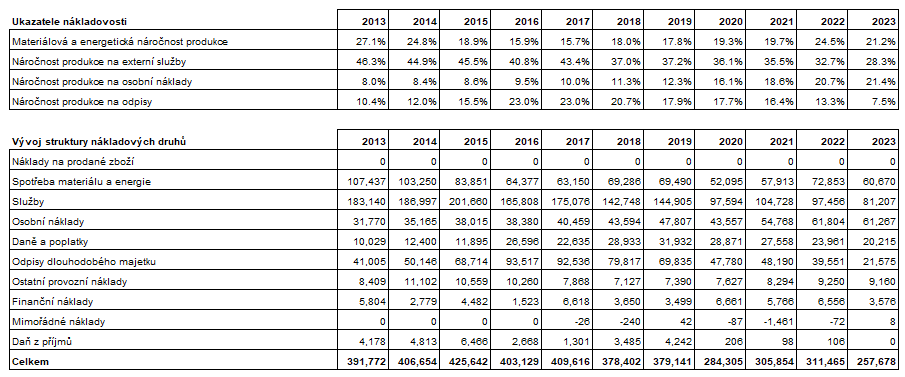 Ukazatele nákladovosti 2013 2014 2015 2016 2017 2018 2019 2020 2021 2022 2023
Materiálová a energetická náročnost produkce 27.1% 24.8% 18.9% 15.9% 15.7% 18.0% 17.8% 19.3% 19.7% 24.5% 21.2%
Náročnost produkce na externí služby 46.3% 44.9% 45.5% 40.8% 43.4% 37.0% 37.2% 36.1% 35.5% 32.7% 28.3%
Náročnost produkce na osobní náklady 8.0% 8.4% 8.6% 9.5% 10.0% 11.3% 12.3% 16.1% 18.6% 20.7% 21.4%
Náročnost produkce na odpisy 10.4% 12.0% 15.5% 23.0% 23.0% 20.7% 17.9% 17.7% 16.4% 13.3% 7.5%
Vývoj struktury nákladových druhů 2013 2014 2015 2016 2017 2018 2019 2020 2021 2022 2023
Náklady na prodané zboží 0 0 0 0 0 0 0 0 0 0 0
Spotřeba materiálu a energie 107,437 103,250 83,851 64,377 63,150 69,286 69,490 52,095 57,913 72,853 60,670
Služby 183,140 186,997 201,660 165,808 175,076 142,748 144,905 97,594 104,728 97,456 81,207
Osobní náklady 31,770 35,165 38,015 38,380 40,459 43,594 47,807 43,557 54,768 61,804 61,267
Daně a poplatky 10,029 12,400 11,895 26,596 22,635 28,933 31,932 28,871 27,558 23,961 20,215
Odpisy dlouhodobého majetku 41,005 50,146 68,714 93,517 92,536 79,817 69,835 47,780 48,190 39,551 21,575
Ostatní provozní náklady 8,409 11,102 10,559 10,260 7,868 7,127 7,390 7,627 8,294 9,250 9,160
Finanční náklady 5,804 2,779 4,482 1,523 6,618 3,650 3,499 6,661 5,766 6,556 3,576
Mimořádné náklady 0 0 0 0 -26 -240 42 -87 -1,461 -72 8
Daň z příjmů 4,178 4,813 6,466 2,668 1,301 3,485 4,242 206 98 106 0
Celkem 391,772 406,654 425,642 403,129 409,616 378,402 379,141 284,305 305,854 311,465 257,678